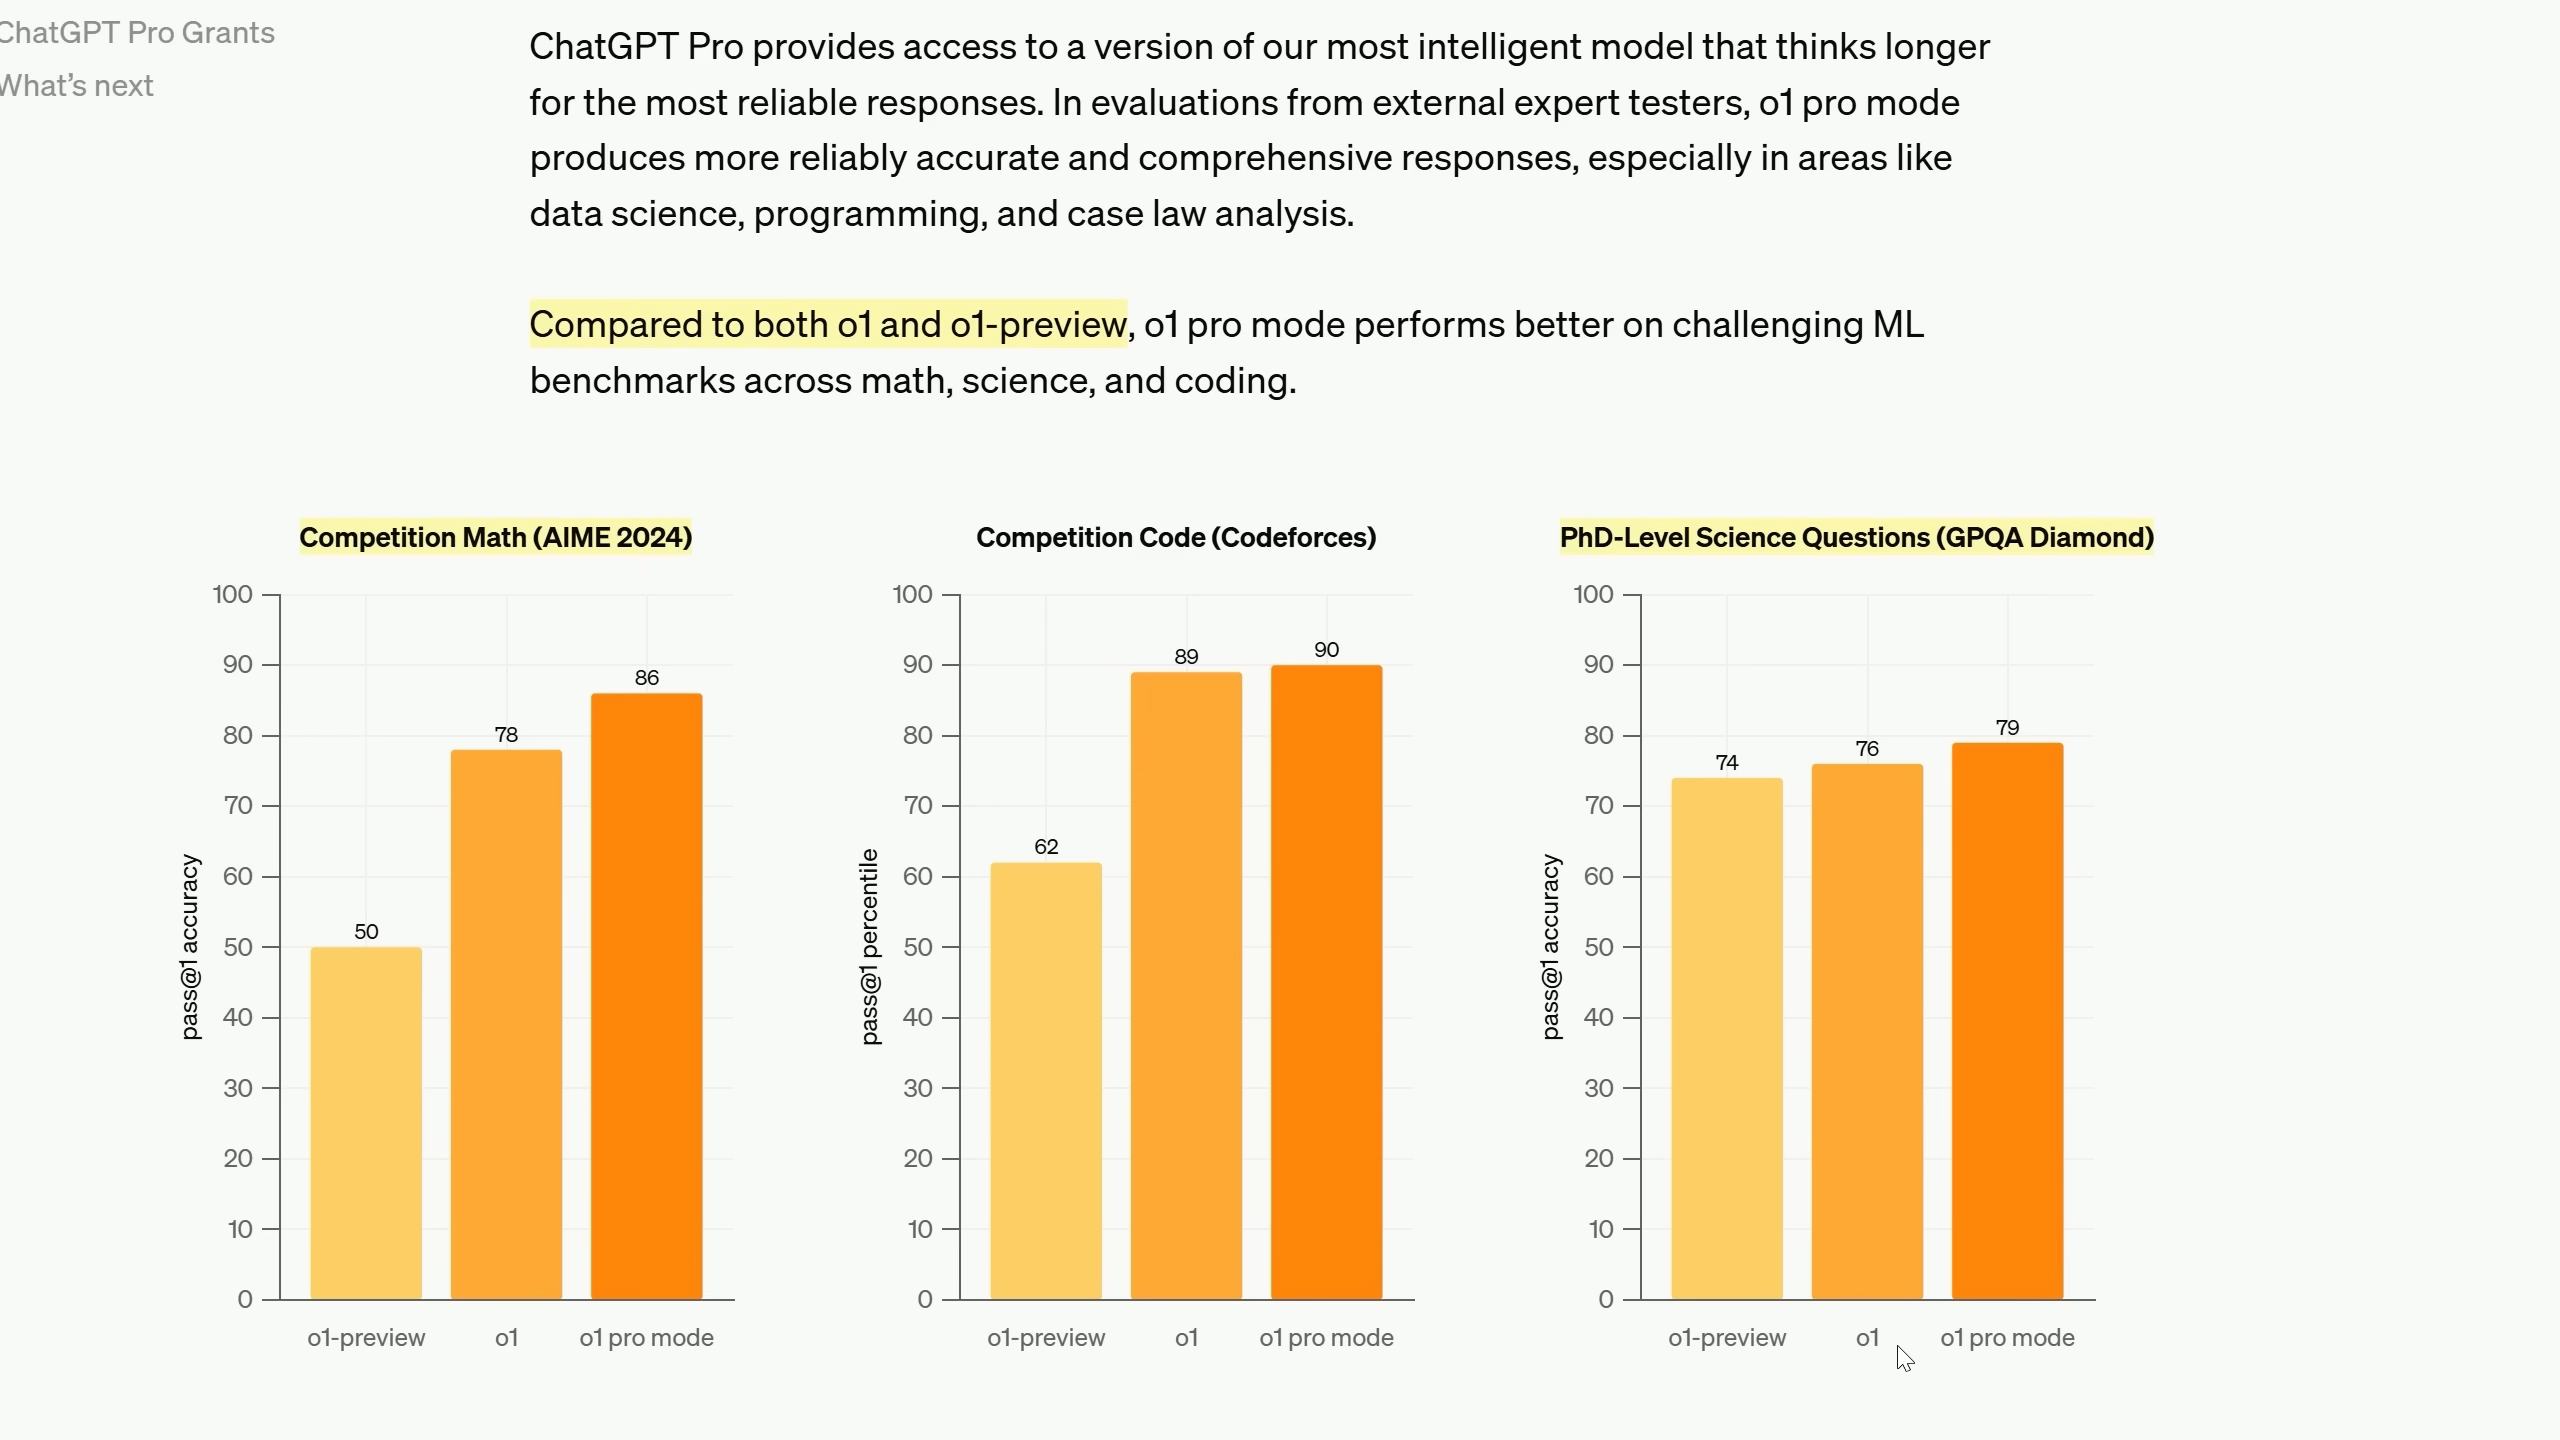 ChatGPT Pro Grants
What’s next
ChatGPT Pro provides access to a version of our most intelligent model that thinks longer
for the most reliable responses. In evaluations from external expert testers, o1 pro mode
produces more reliably accurate and comprehensive responses, especially in areas like
data science, programming, and case law analysis.
Compared to both o1 and o1-preview, o1 pro mode performs better on challenging ML
benchmarks across math, science, and coding.
Competition Math (AIME 2024)
pass@1 accuracy
100
90
80
70
60
50
40
30
20
10
0
50
78
86
o1-preview
o1
o1 pro mode
Competition Code (Codeforces)
pass@1 percentile
100
90
80
70
60
50
40
30
20
10
0
62
89
90
o1-preview
o1
o1 pro mode
PhD-Level Science Questions (GPQA Diamond)
pass@1 accuracy
100
90
80
70
60
50
40
30
20
10
0
74
76
79
o1-preview
o1
o1 pro mode